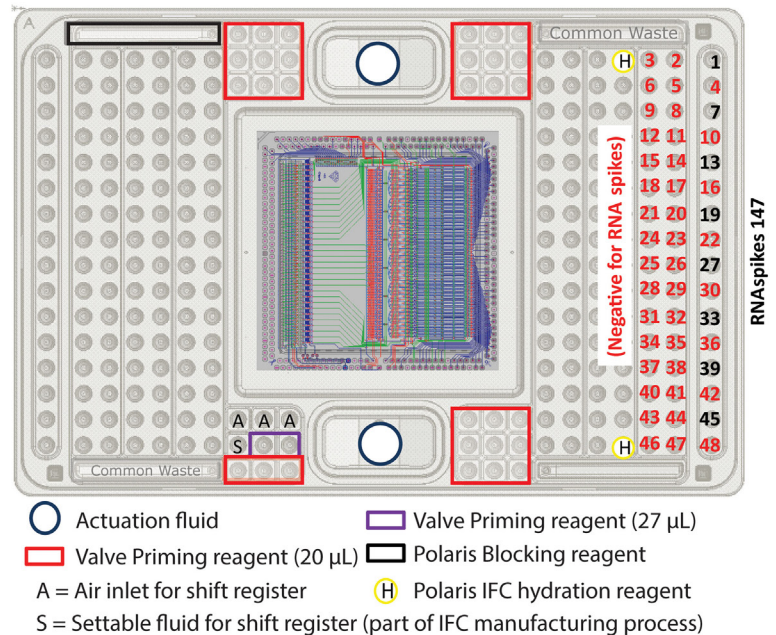 A
Common Waste
H 3 2 1
6 5 4
9 8 7
12 11 10
15 14 13
18 17 16
21 20 19
24 23 22
25 26 27
28 29 30
31 32 33
34 35 36
37 38 39
40 41 42
43 44 45
H 46 47 48
(Negative for RNA spikes)
RNAspikes 147
A A A
S
Common Waste
Actuation fluid
Valve Priming reagent (27 µL)
Valve Priming reagent (20 µL)
Polaris Blocking reagent
A = Air inlet for shift register
H Polaris IFC hydration reagent
S = Settable fluid for shift register (part of IFC manufacturing process)